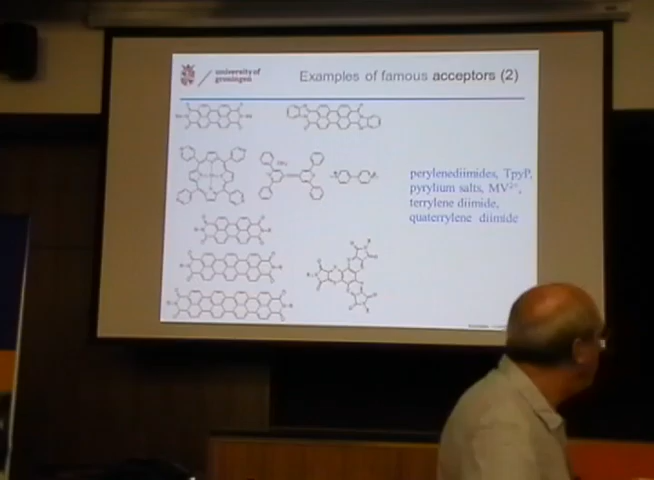 university of
groningen
Examples of famous acceptors (2)
perylenediimides, TpyP,
pyrylium salts, MV²⁺,
terrylene diimide,
quaterrylene diimide